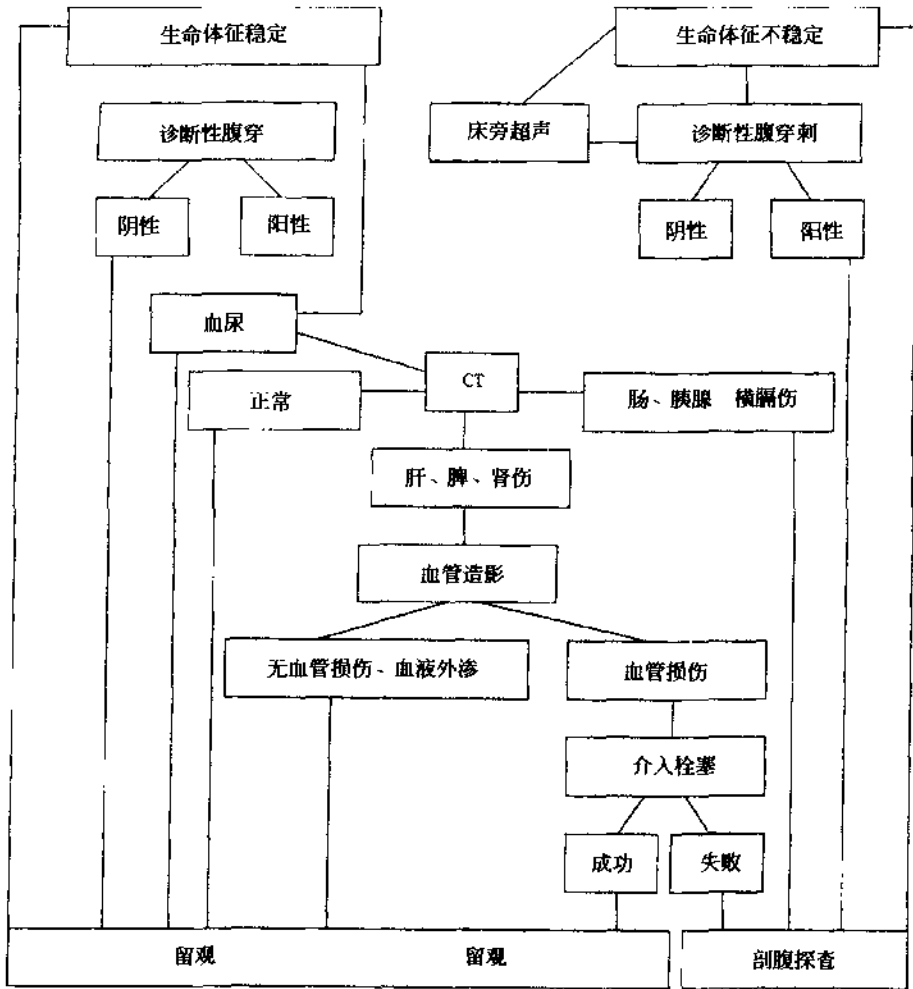 生命体征稳定
生命体征不稳定
诊断性腹穿
床旁超声
诊断性腹穿刺
阴性
阳性
阴性
阳性
血尿
CT
正常
肠、胰腺 横膈伤
肝、脾、肾伤
血管造影
无血管损伤、血液外渗
血管损伤
介入栓塞
成功
失败
留观
留观
剖腹探查